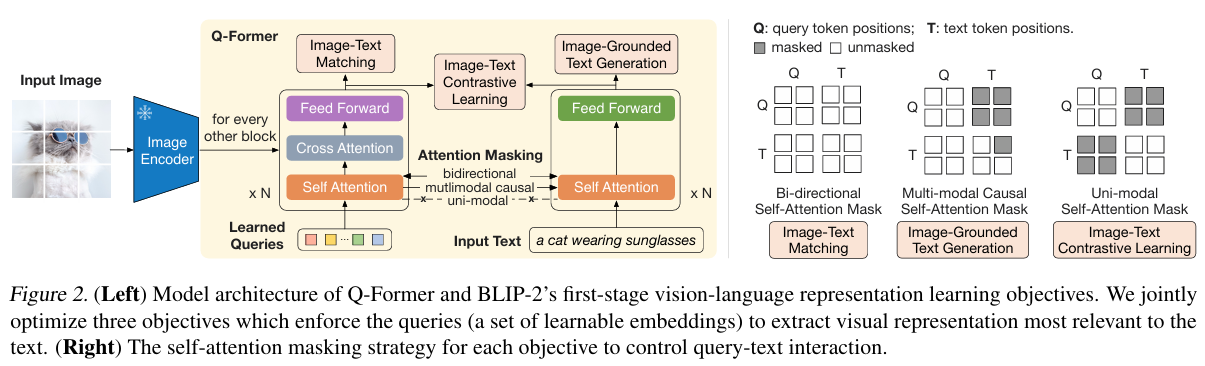 Q-Former
Image-Text
Matching
Image-Text
Contrastive
Learning
Image-Grounded
Text Generation
Input Image
Image
Encoder
for every
other block
Feed Forward
Cross Attention
Self Attention
x N
Attention Masking
bidirectional
mutlimodal causal
uni-modal
x
x
Feed Forward
Self Attention
x N
Learned
Queries
...
Input Text
a cat wearing sunglasses
Q: query token positions; T: text token positions.
masked unmasked
Q T
Q
T
Bi-directional
Self-Attention Mask
Image-Text
Matching
Q T
Q
T
Multi-modal Causal
Self-Attention Mask
Image-Grounded
Text Generation
Q T
Q
T
Uni-modal
Self-Attention Mask
Image-Text
Contrastive Learning
Figure 2. (Left) Model architecture of Q-Former and BLIP-2's first-stage vision-language representation learning objectives. We jointly
optimize three objectives which enforce the queries (a set of learnable embeddings) to extract visual representation most relevant to the
text. (Right) The self-attention masking strategy for each objective to control query-text interaction.